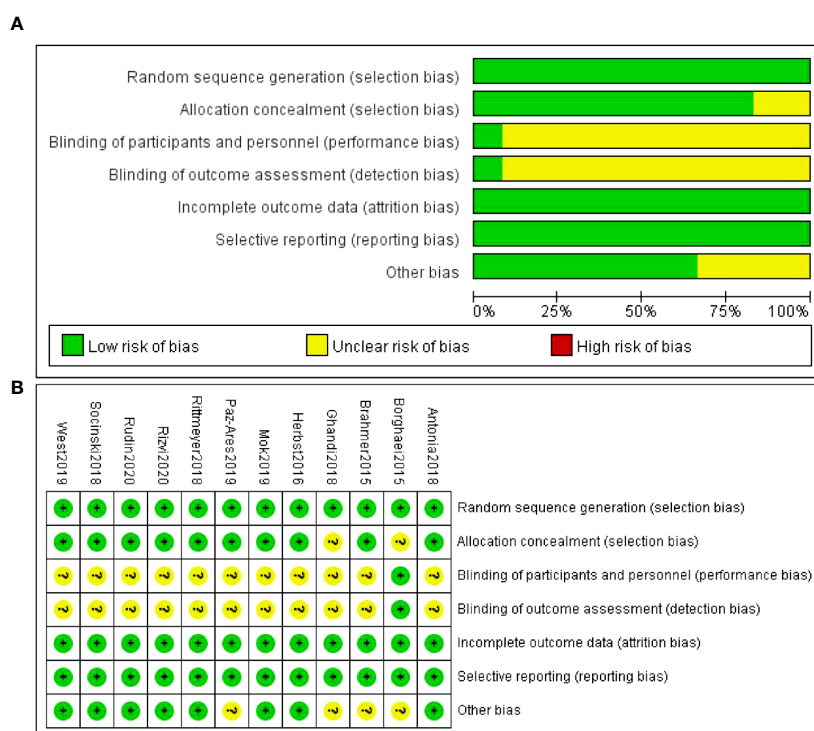 A
Random sequence generation (selection bias)
Allocation concealment (selection bias)
Blinding of participants and personnel (performance bias)
Blinding of outcome assessment (detection bias)
Incomplete outcome data (attrition bias)
Selective reporting (reporting bias)
Other bias
0% 25% 50% 75% 100%
Low risk of bias Unclear risk of bias High risk of bias
B
West2019 Socinski2018 Rudin2020 Rizvi2020 Rittmeyer2018 Paz-Ares2019 Mok2019 Herbst2016 Ghandi2018 Brahmer2015 Borghaei2015 Antonia2018
+ + + + + + + + + + + + Random sequence generation (selection bias)
+ + + + + + + + ? + ? + Allocation concealment (selection bias)
? ? ? ? ? ? ? ? ? ? + ? Blinding of participants and personnel (performance bias)
? ? ? ? ? ? ? ? ? ? + ? Blinding of outcome assessment (detection bias)
+ + + + + + + + + + + + Incomplete outcome data (attrition bias)
+ + + + + + + + + + + + Selective reporting (reporting bias)
+ + + + + ? + + ? ? ? + Other bias